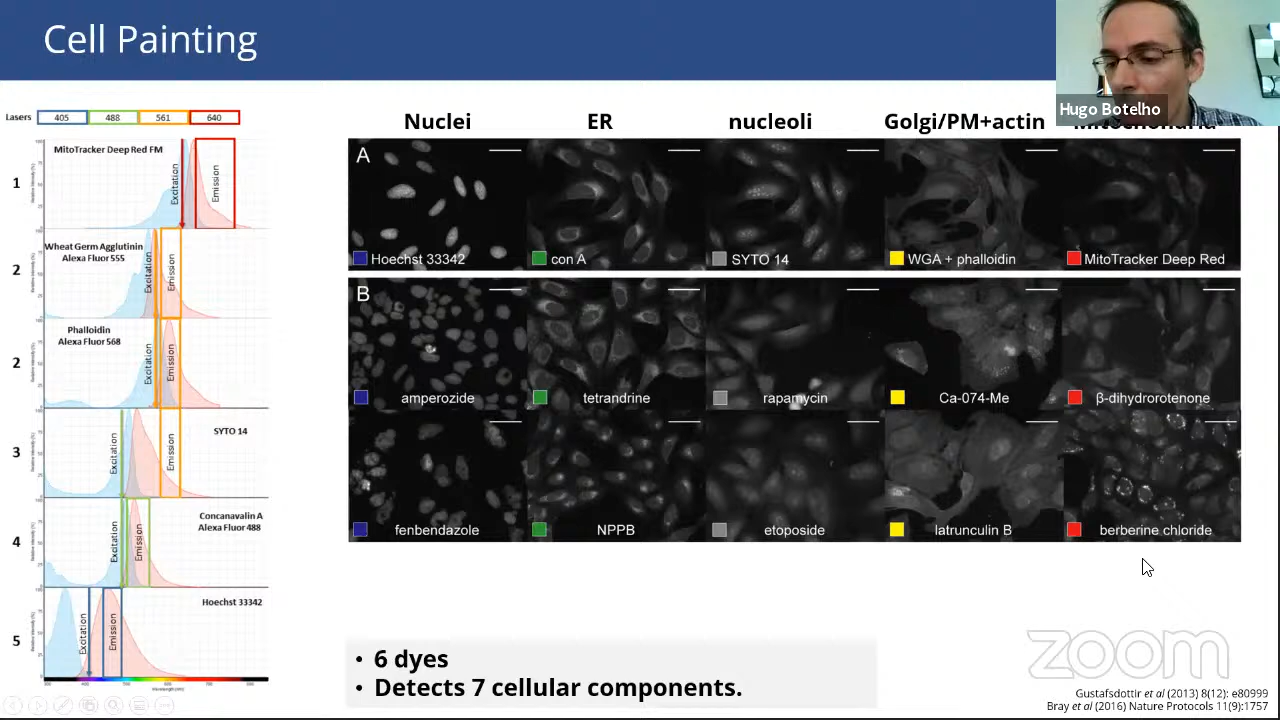 Cell Painting
Hugo Botelho
Lasers 405 488 561 640
1
MitoTracker Deep Red FM
Excitation
Emission
2
Wheat Germ Agglutinin
Alexa Fluor 555
Excitation
Emission
2
Phalloidin
Alexa Fluor 568
Excitation
Emission
3
SYTO 14
Excitation
Emission
4
Concanavalin A
Alexa Fluor 488
Excitation
Emission
5
Hoechst 33342
Excitation
Emission
Nuclei ER nucleoli Golgi/PM+actin Mitochondria
A
Hoechst 33342 con A SYTO 14 WGA + phalloidin MitoTracker Deep Red
B
amperozide tetrandrine rapamycin Ca-074-Me β-dihydrorotenone
fenbendazole NPPB etoposide latrunculin B berberine chloride
• 6 dyes
• Detects 7 cellular components.
zoom
Gustafsdottir et al (2013) 8(12): e80999
Bray et al (2016) Nature Protocols 11(9):1757